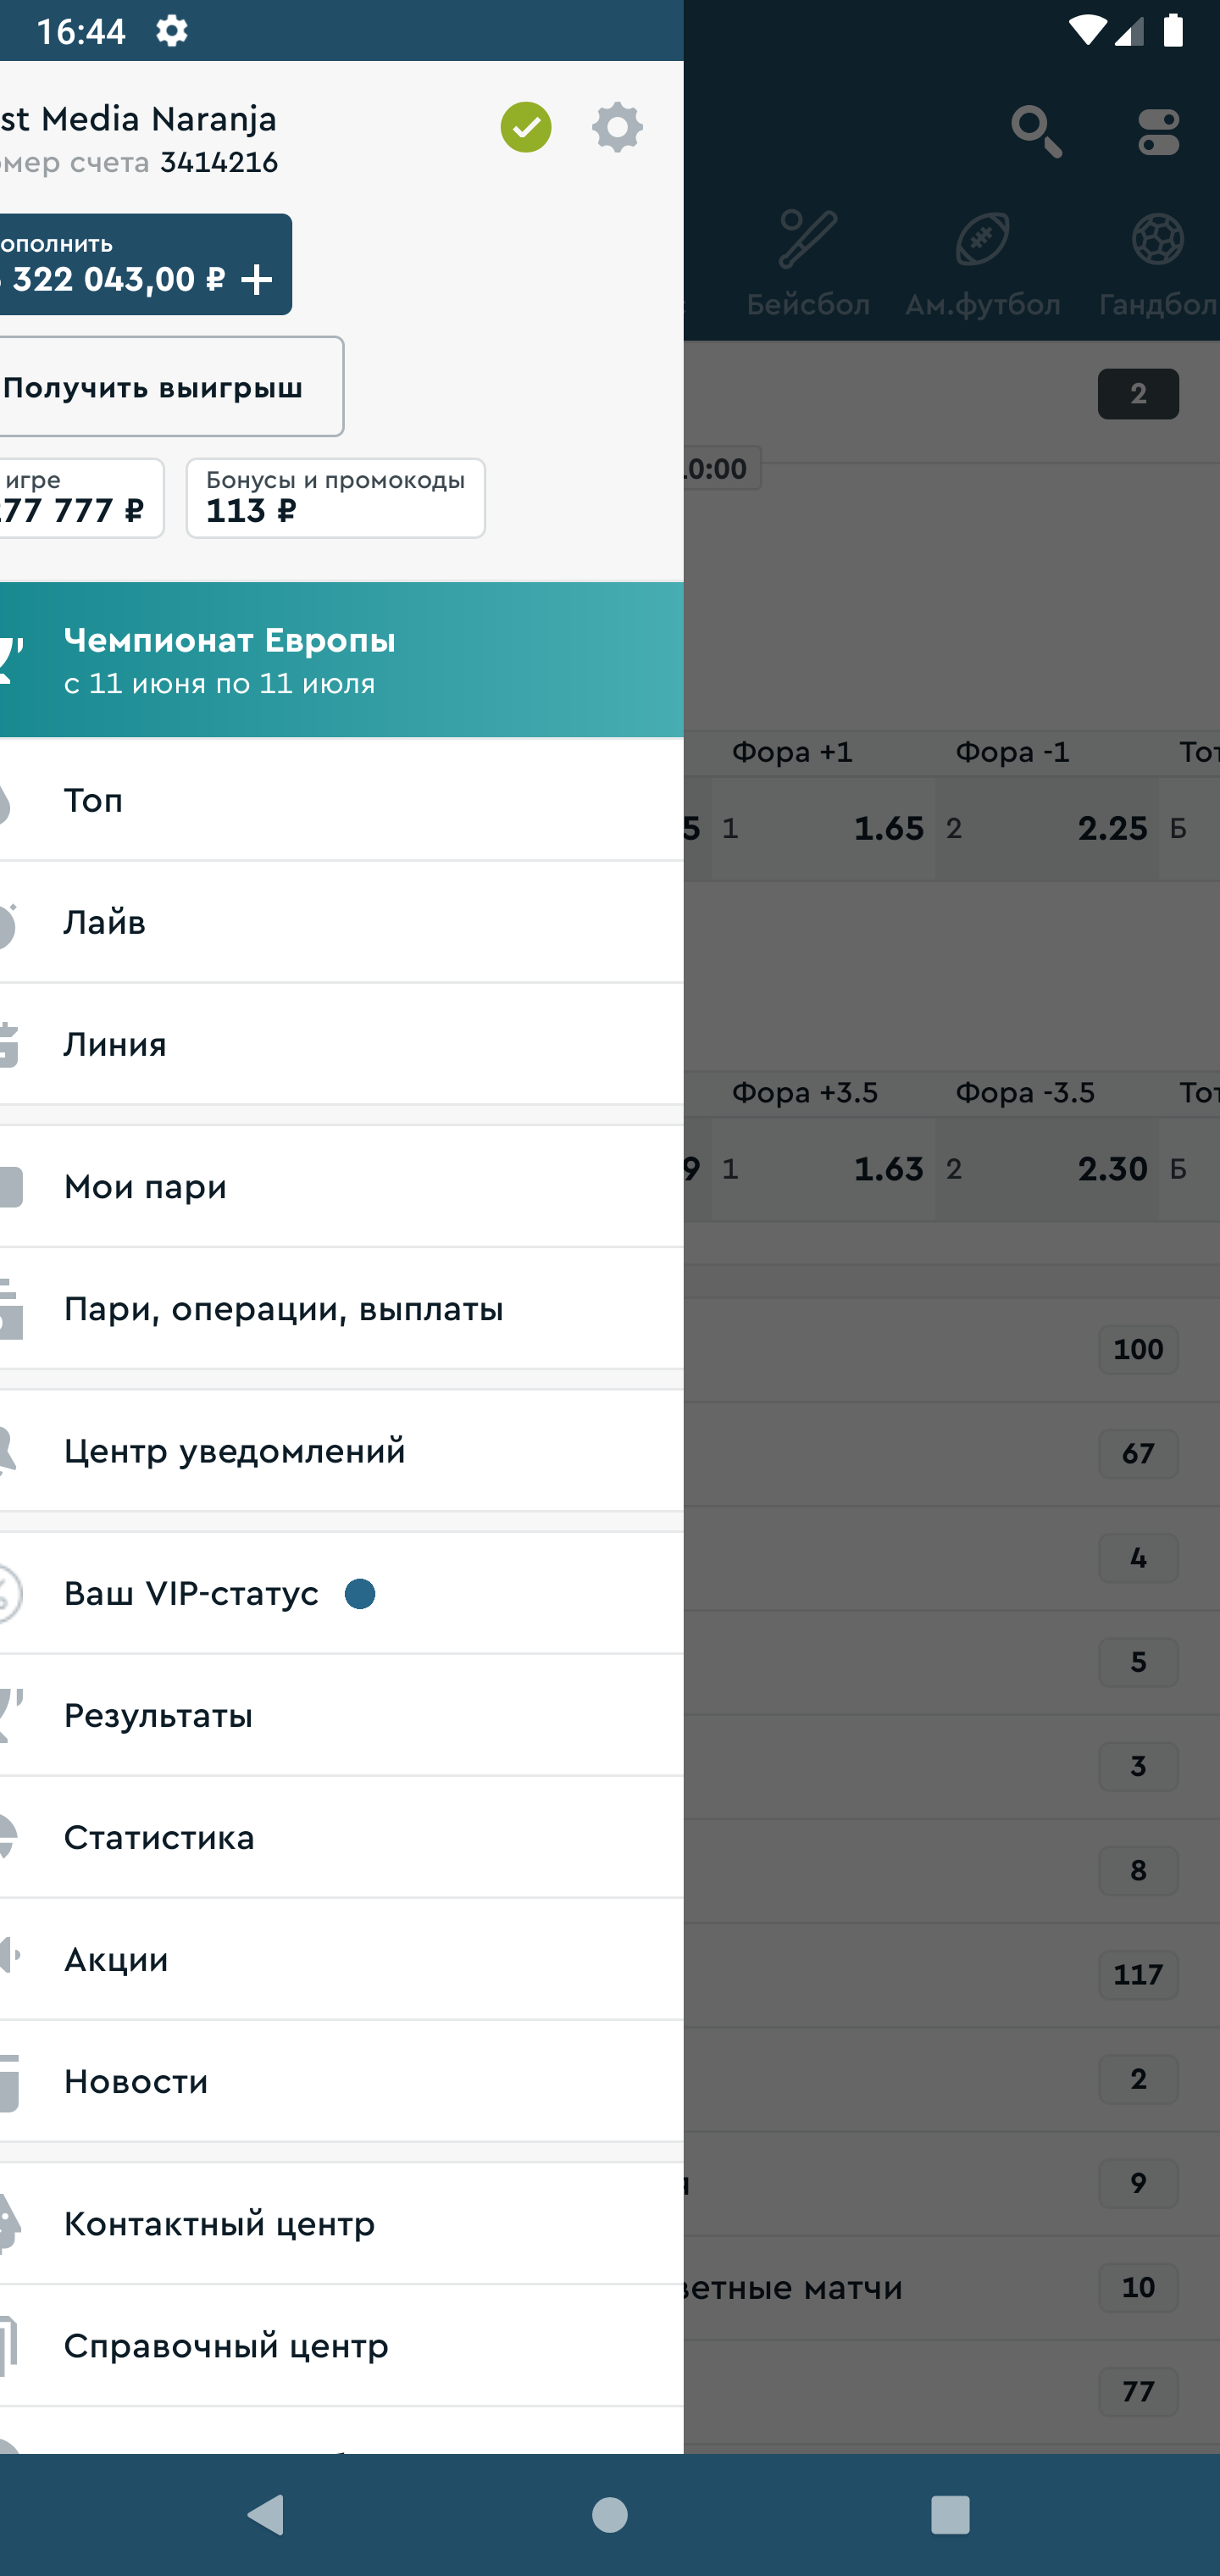 16:44
st Media Naranja
мер счета 3414216
ополнить
322 043,00 ₽ +
Получить выигрыш
игре
77 777 ₽
Бонусы и промокоды
113 ₽
Чемпионат Европы
с 11 июня по 11 июля
Топ
Лайв
Линия
Мои пари
Пари, операции, выплаты
Центр уведомлений
Ваш VIP-статус
Результаты
Статистика
Акции
Новости
Контактный центр
Справочный центр
Бейсбол
Ам.футбол
Гандбол
2
0:00
Фора +1
Фора -1
Тот
5
1 1.65
2 2.25
Б
Фора +3.5
Фора -3.5
Тот
9
1 1.63
2 2.30
Б
100
67
4
5
3
8
117
2
я 9
ветные матчи 10
77